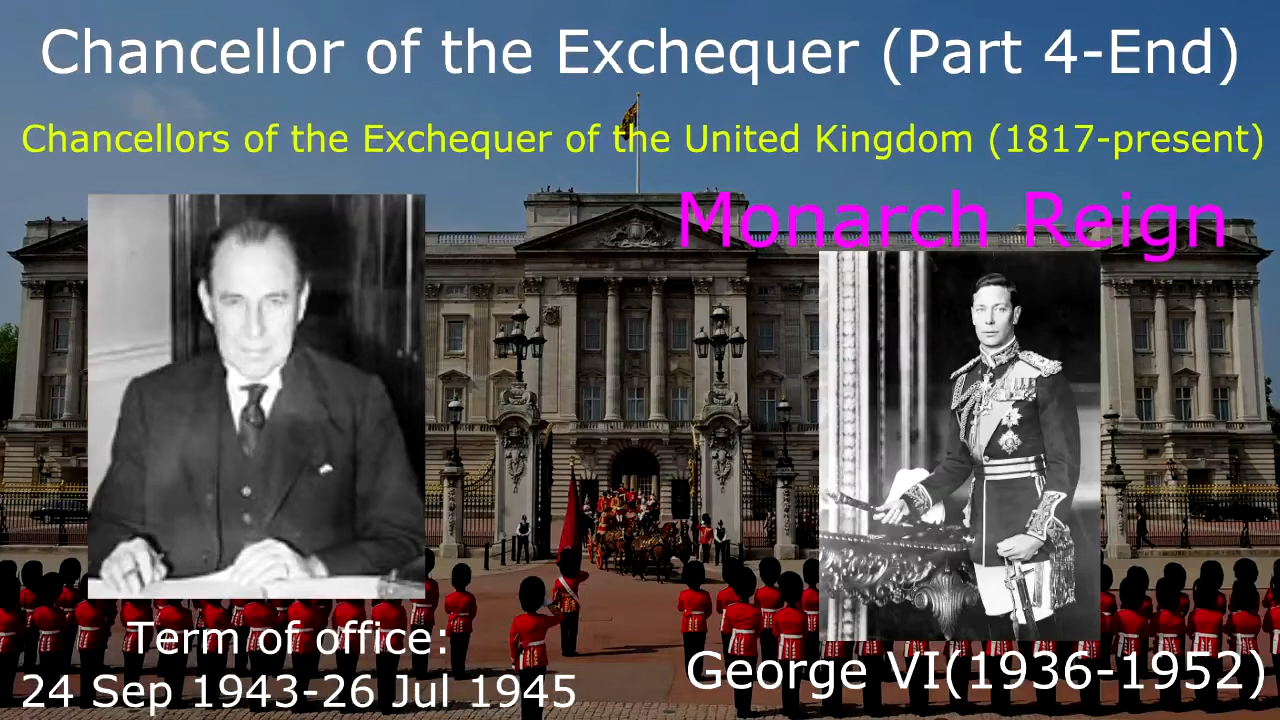 Chancellor of the Exchequer (Part 4-End)
Chancellors of the Exchequer of the United Kingdom (1817-present)
Monarch Reign
Term of office:
24 Sep 1943-26 Jul 1945
George VI(1936-1952)